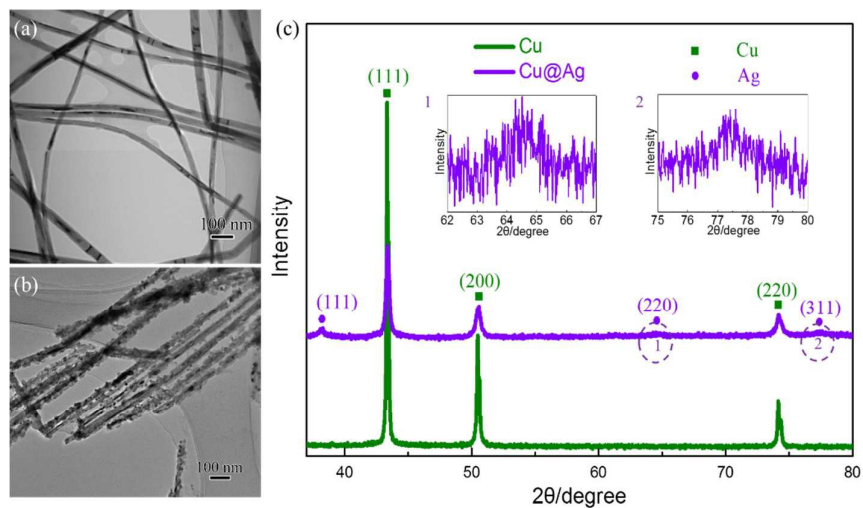 (a)
100 nm
(b)
100 nm
(c)
Cu
Cu@Ag
Cu
Ag
(111)
1
Intensity
62 63 64 65 66 67
2θ/degree
2
Intensity
75 76 77 78 79 80
2θ/degree
Intensity
(111)
(200)
(220)
(220)
(311)
1
2
40 50 60 70 80
2θ/degree